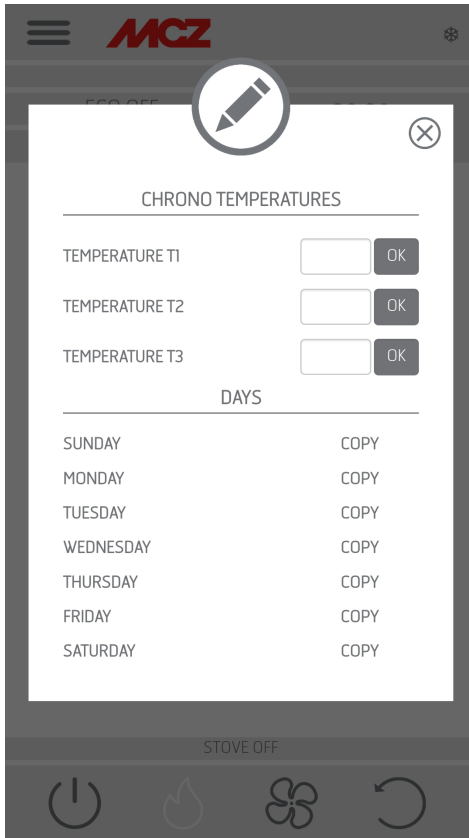 MCZ
CHRONO TEMPERATURES
TEMPERATURE T1 OK
TEMPERATURE T2 OK
TEMPERATURE T3 OK
DAYS
SUNDAY COPY
MONDAY COPY
TUESDAY COPY
WEDNESDAY COPY
THURSDAY COPY
FRIDAY COPY
SATURDAY COPY
STOVE OFF